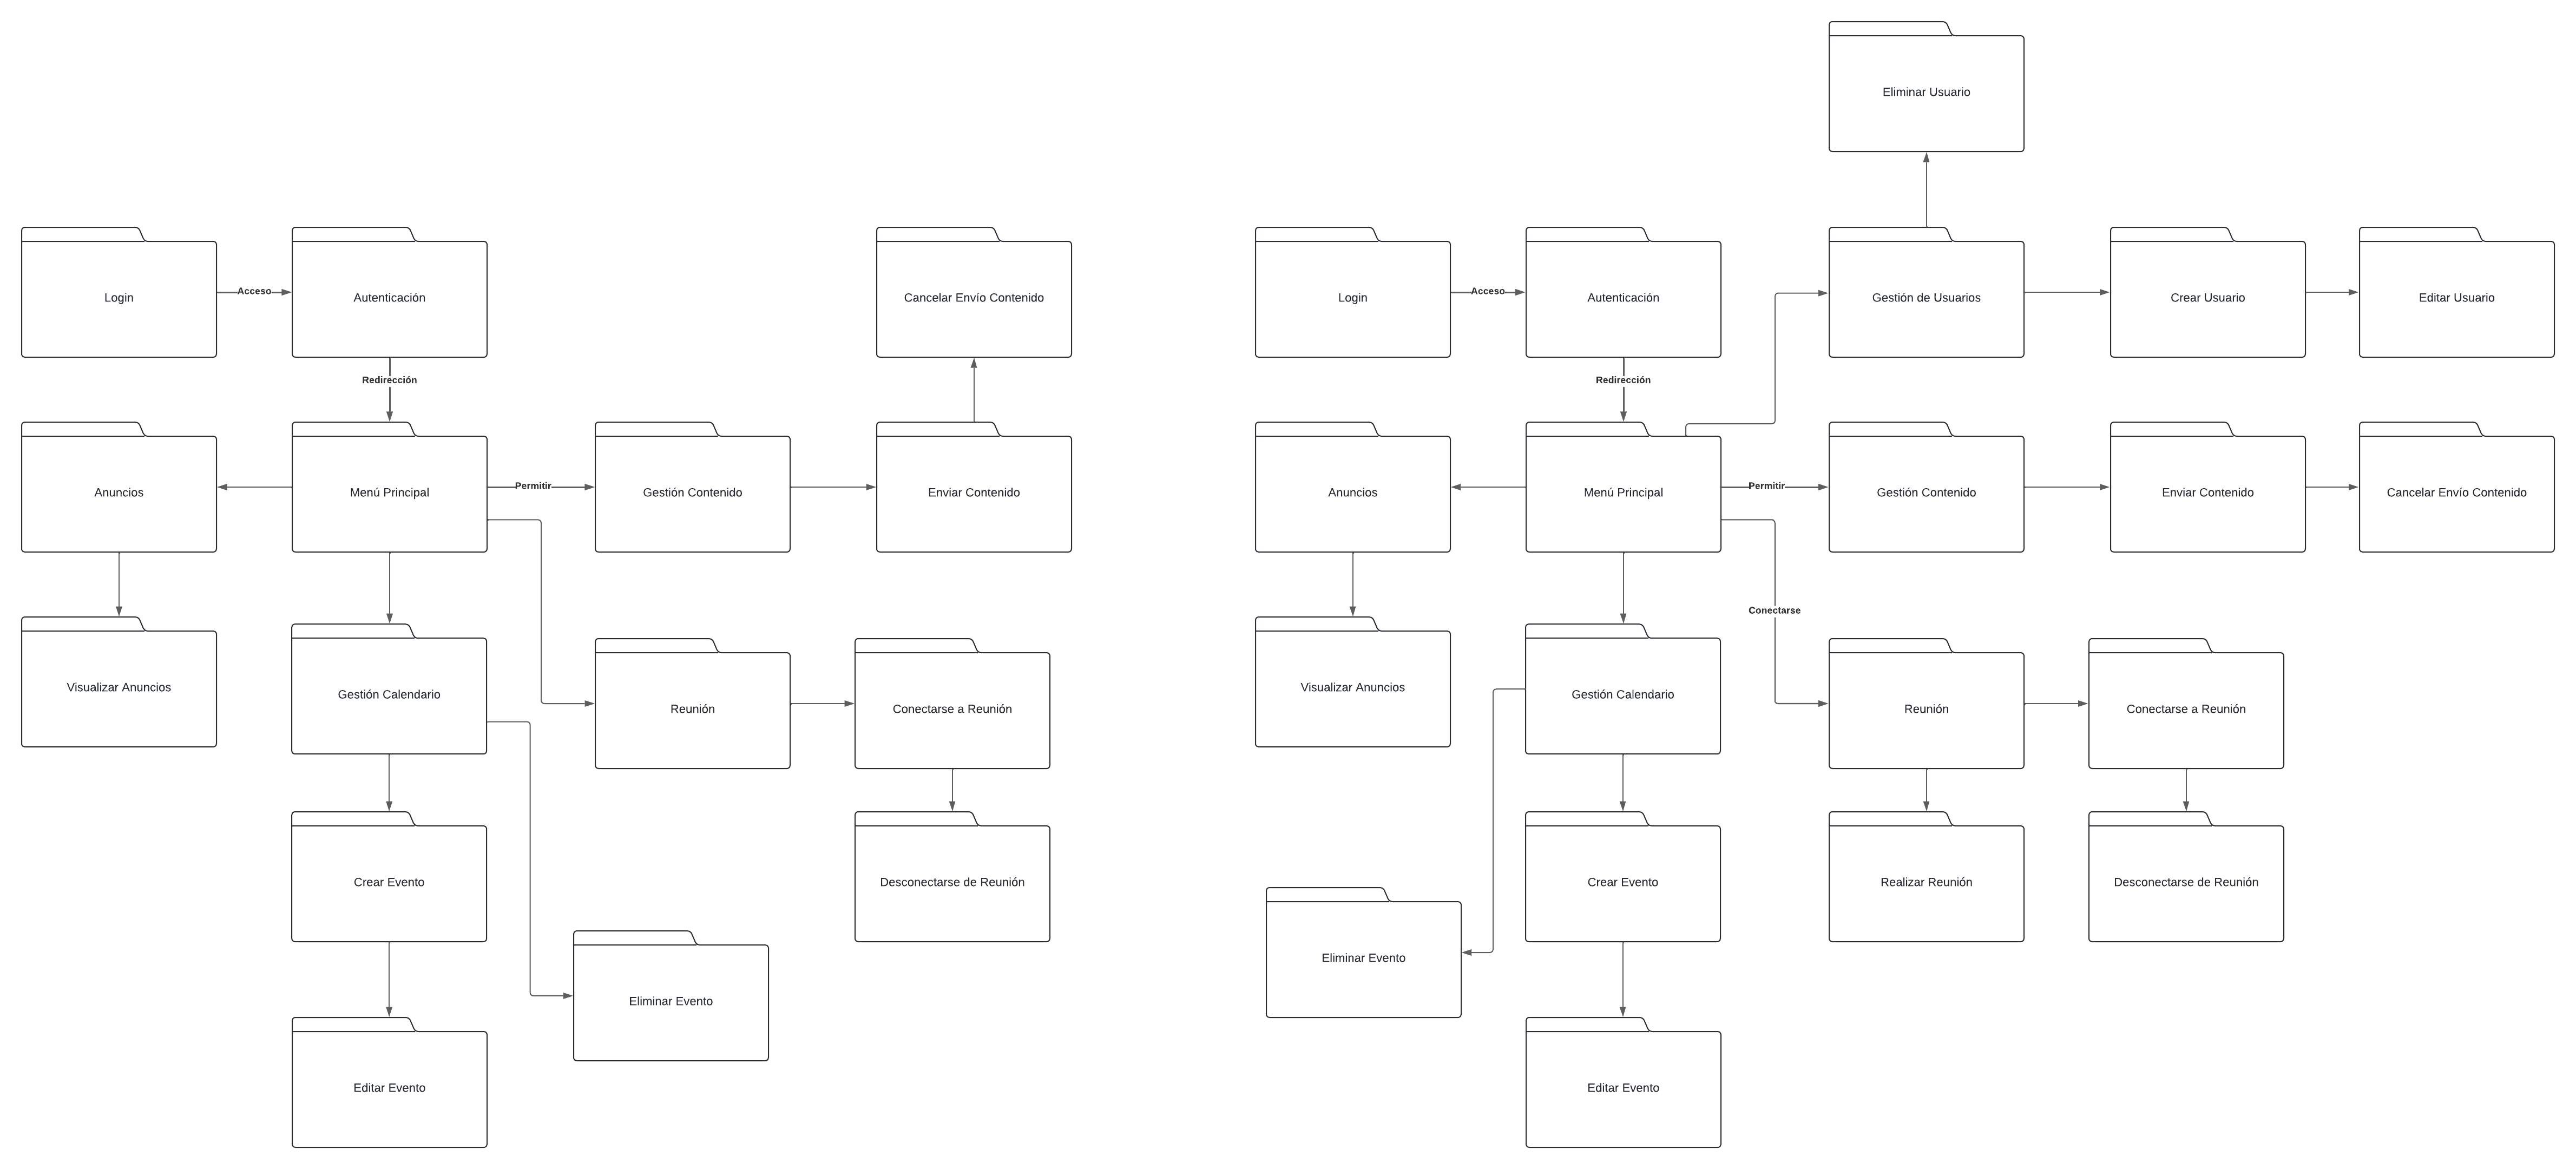 Eliminar Usuario
Login
Acceso
Autenticación
Cancelar Envío Contenido
Redirección
Anuncios
Menú Principal
Permitir
Gestión Contenido
Enviar Contenido
Visualizar Anuncios
Gestión Calendario
Reunión
Conectarse a Reunión
Crear Evento
Desconectarse de Reunión
Eliminar Evento
Editar Evento
Login
Acceso
Autenticación
Gestión de Usuarios
Crear Usuario
Editar Usuario
Redirección
Anuncios
Menú Principal
Permitir
Gestión Contenido
Enviar Contenido
Cancelar Envío Contenido
Conectarse
Visualizar Anuncios
Gestión Calendario
Reunión
Conectarse a Reunión
Crear Evento
Realizar Reunión
Desconectarse de Reunión
Eliminar Evento
Editar Evento